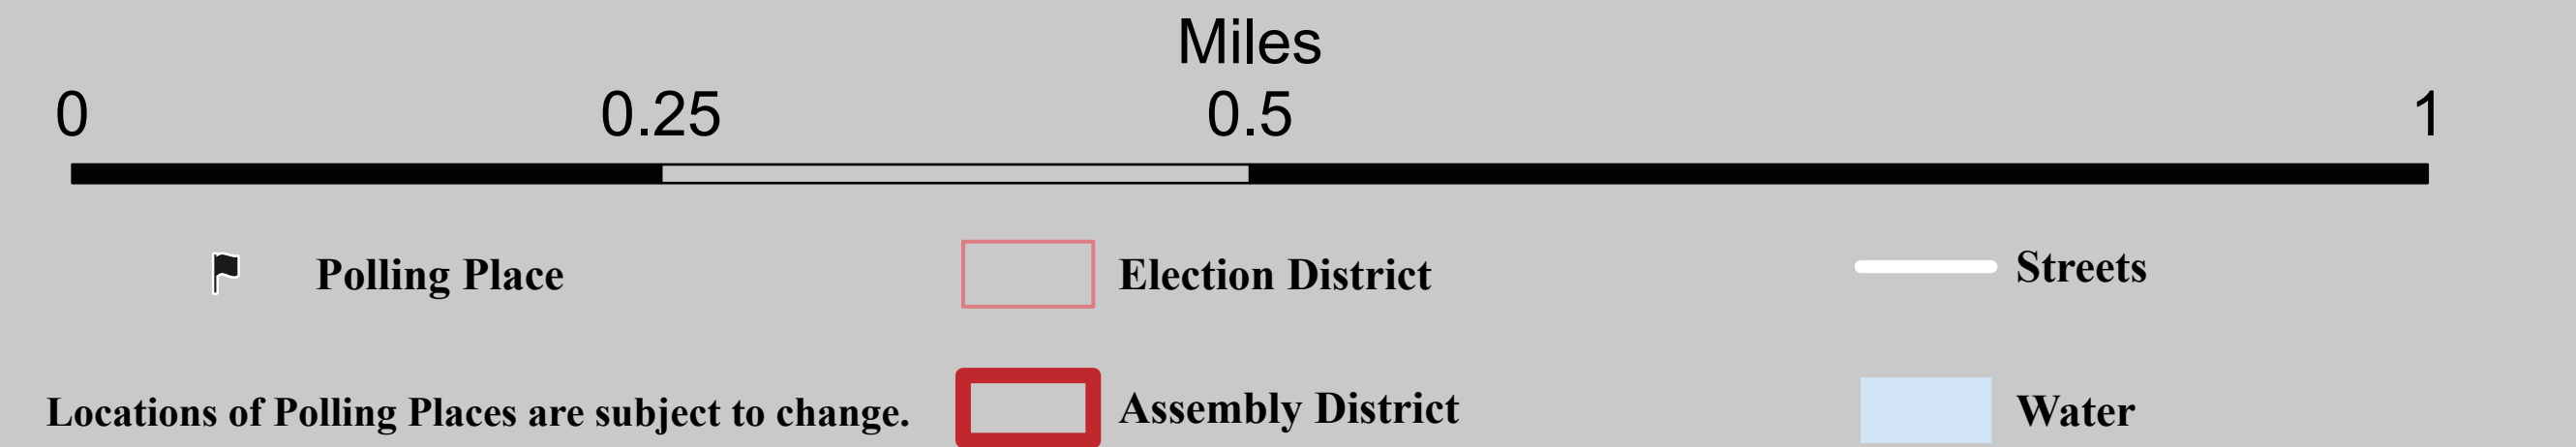 Miles
0 0.25 0.5 1
Polling Place Election District Streets
Locations of Polling Places are subject to change. Assembly District Water